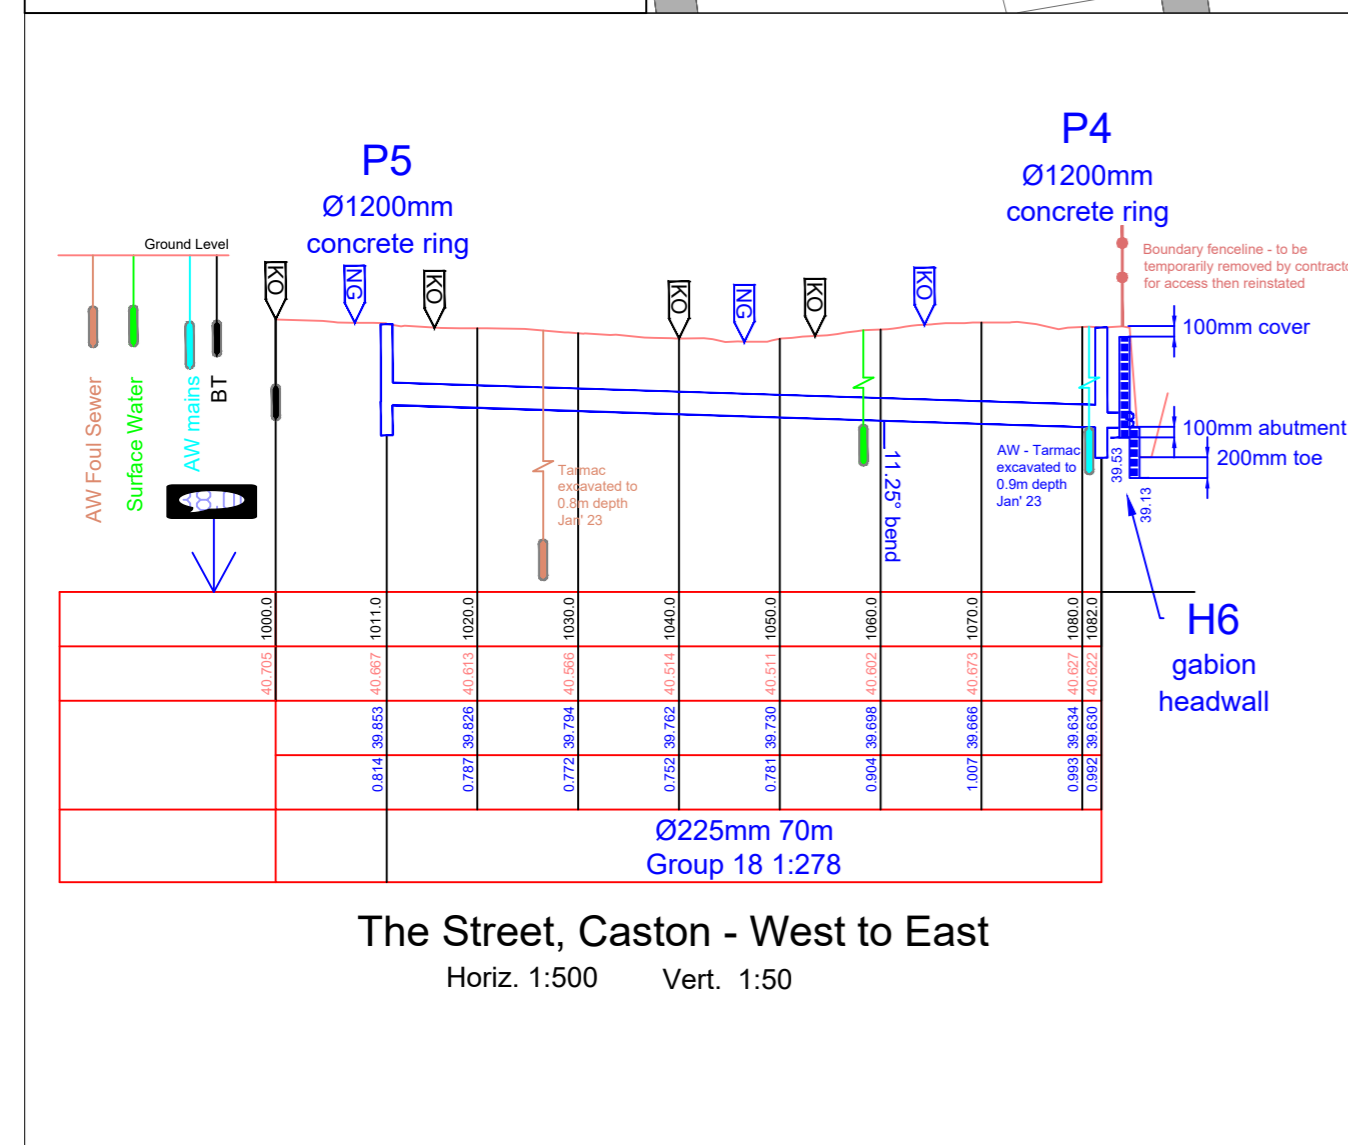 P4
Ø1200mm
concrete ring
P5
Ø1200mm
concrete ring
Boundary fenceline - to be
temporarily removed by contracto
for access then reinstated
Ground Level
KO
NG
KO
KO
NG
KO
KO
100mm cover
AW Foul Sewer
Surface Water
AW mains
BT
100mm abutment
200mm toe
Tarmac
excavated to
0.8m depth
Jan' 23
11.25° bend
AW - Tarmac
excavated to
0.9m depth
Jan' 23
39.53
39.13
H6
gabion
headwall
1000.0 1011.0 1020.0 1030.0 1040.0 1050.0 1060.0 1070.0 1080.0 1082.0
40.705 40.667 40.613 40.566 40.514 40.511 40.602 40.673 40.627 40.622
39.853 39.826 39.794 39.762 39.730 39.698 39.666 39.634 39.630
0.814 0.787 0.772 0.752 0.781 0.904 1.007 0.993 0.992
Ø225mm 70m
Group 18 1:278
The Street, Caston - West to East
Horiz. 1:500 Vert. 1:50